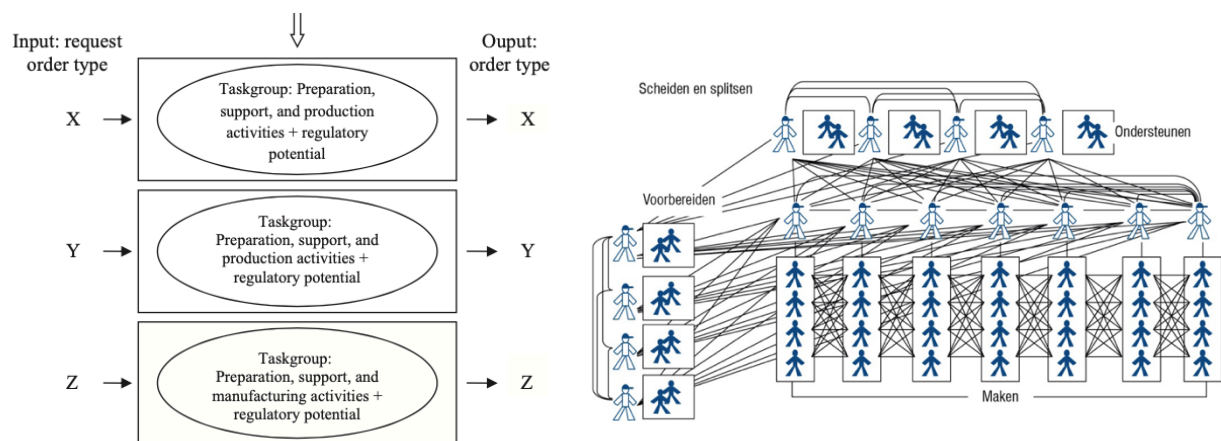 Input: request
order type
Ouput:
order type
X
Taskgroup: Preparation,
support, and production
activities + regulatory
potential
X
Y
Taskgroup:
Preparation, support, and
production activities +
regulatory potential
Y
Z
Taskgroup:
Preparation, support, and
manufacturing activities +
regulatory potential
Z
Scheiden en splitsen
Ondersteunen
Voorbereiden
Maken